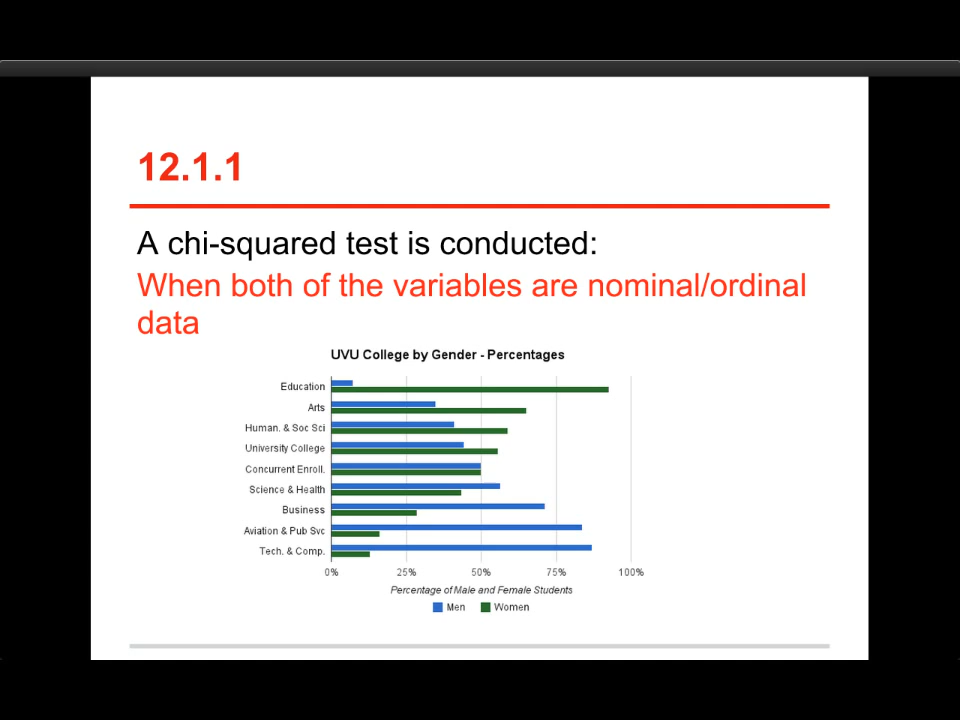 12.1.1
A chi-squared test is conducted:
When both of the variables are nominal/ordinal
data
UVU College by Gender - Percentages
Education
Arts
Human. & Soc Sci
University College
Concurrent Enroll.
Science & Health
Business
Aviation & Pub Svc
Tech. & Comp.
0% 25% 50% 75% 100%
Percentage of Male and Female Students
Men Women